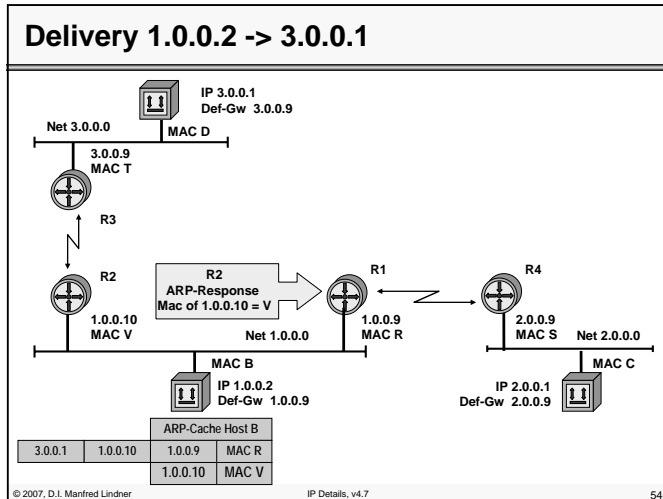 Delivery 1.0.0.2 -> 3.0.0.1
IP 3.0.0.1
Def-Gw 3.0.0.9
Net 3.0.0.0
MAC D
3.0.0.9
MAC T
R3
R2
R2
ARP-Response
Mac of 1.0.0.10 = V
R1
R4
1.0.0.10
MAC V
Net 1.0.0.0
1.0.0.9
MAC R
2.0.0.9
MAC S
Net 2.0.0.0
MAC B
MAC C
IP 1.0.0.2
Def-Gw 1.0.0.9
IP 2.0.0.1
Def-Gw 2.0.0.9
ARP-Cache Host B
3.0.0.1 1.0.0.10 1.0.0.9 MAC R
1.0.0.10 MAC V
© 2007, D.I. Manfred Lindner IP Details, v4.7 54